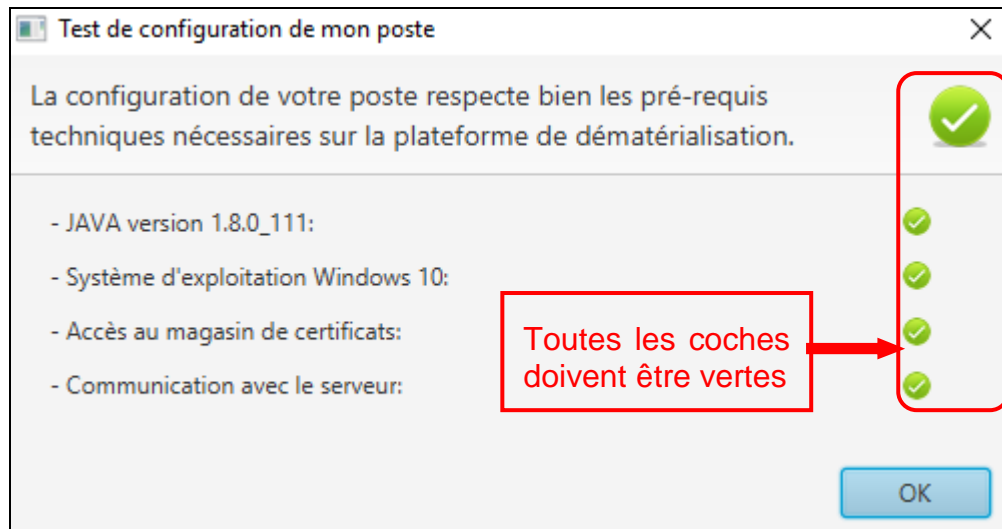 Test de configuration de mon poste
La configuration de votre poste respecte bien les pré-requis
techniques nécessaires sur la plateforme de dématérialisation.
- JAVA version 1.8.0_111:
- Système d'exploitation Windows 10:
- Accès au magasin de certificats:
- Communication avec le serveur:
Toutes les coches
doivent être vertes
OK